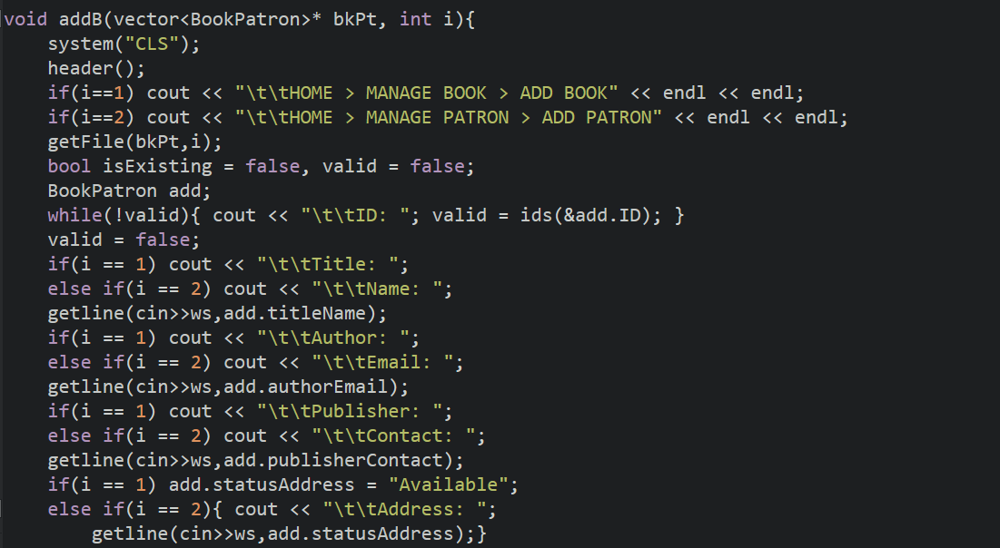 void addB(vector<BookPatron>* bkPt, int i){
    system("CLS");
    header();
    if(i==1) cout << "\t\tHOME > MANAGE BOOK > ADD BOOK" << endl << endl;
    if(i==2) cout << "\t\tHOME > MANAGE PATRON > ADD PATRON" << endl << endl;
    getFile(bkPt,i);
    bool isExisting = false, valid = false;
    BookPatron add;
    while(!valid){ cout << "\t\tID: "; valid = ids(&add.ID); }
    valid = false;
    if(i == 1) cout << "\t\tTitle: ";
    else if(i == 2) cout << "\t\tName: ";
    getline(cin>>ws,add.titleName);
    if(i == 1) cout << "\t\tAuthor: ";
    else if(i == 2) cout << "\t\tEmail: ";
    getline(cin>>ws,add.authorEmail);
    if(i == 1) cout << "\t\tPublisher: ";
    else if(i == 2) cout << "\t\tContact: ";
    getline(cin>>ws,add.publisherContact);
    if(i == 1) add.statusAddress = "Available";
    else if(i == 2){ cout << "\t\tAddress: ";
        getline(cin>>ws,add.statusAddress);}